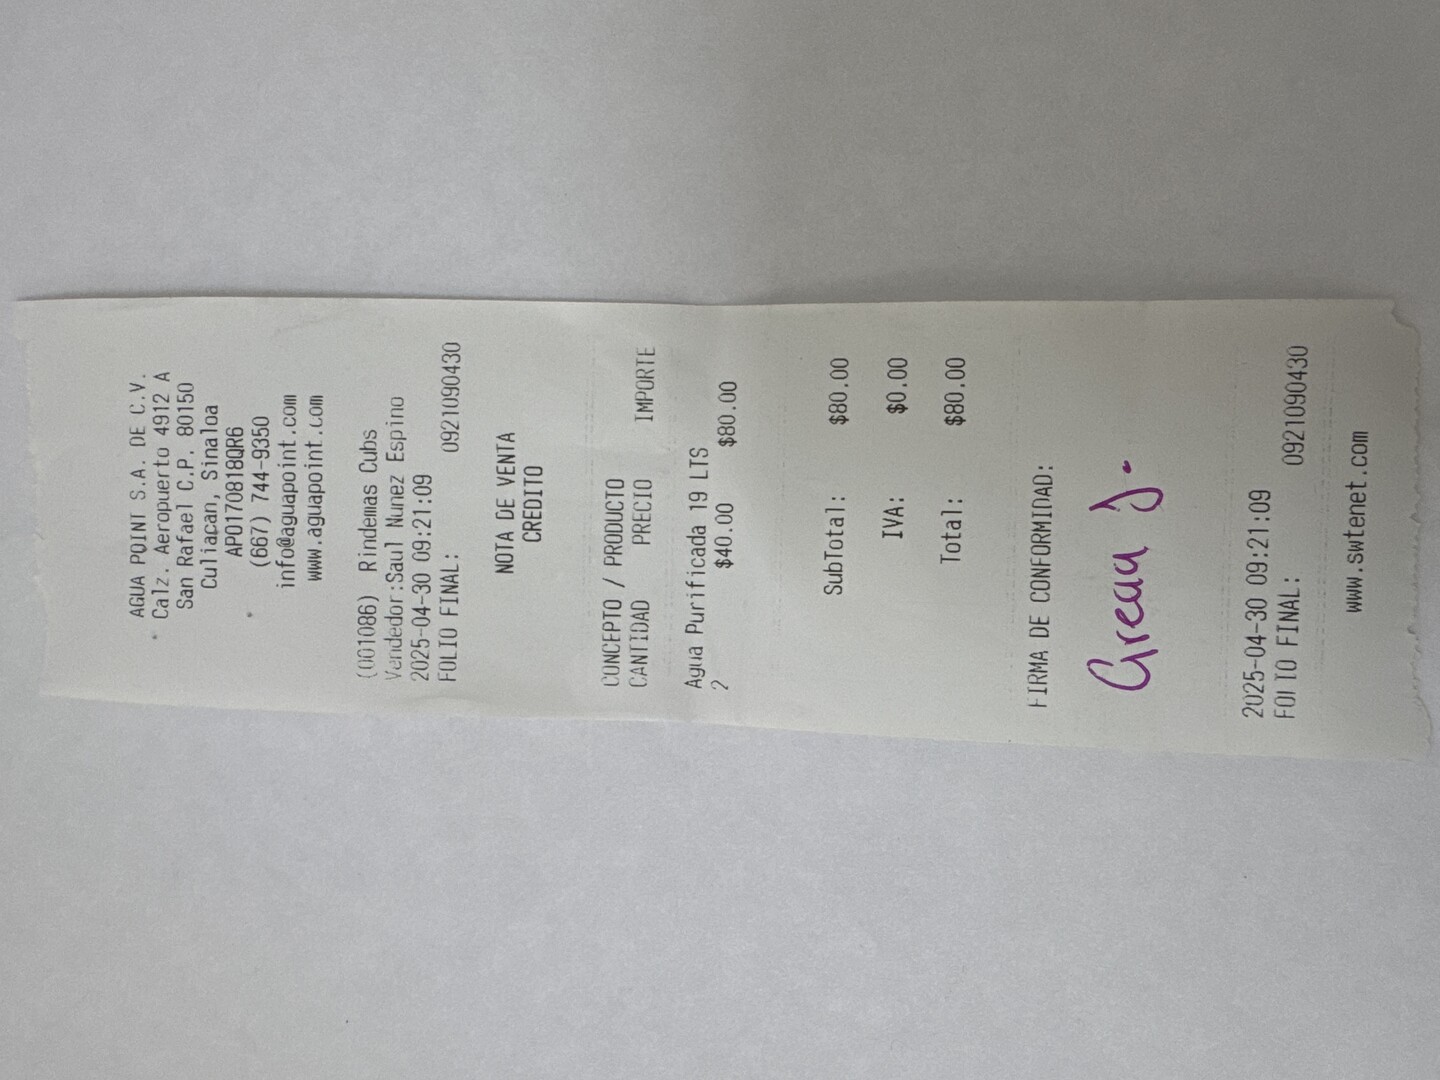 AGUA POINT S.A. DE C.V.
Calz. Aeropuerto 4912 A
San Rafael C.P. 80150
Culiacan, Sinaloa
APO170818QR6
(667) 744-9350
info@aguapoint.com
www.aguapoint.com
(001086) Rindemas Cubs
Vendedor:Saul Nunez Espino
2025-04-30 09:21:09
FOLIO FINAL: 0921090430
NOTA DE VENTA
CREDITO
CONCEPTO / PRODUCTO
CANTIDAD PRECIO IMPORTE
Agua Purificada 19 LTS
2 $40.00 $80.00
SubTotal: $80.00
IVA: $0.00
Total: $80.00
FIRMA DE CONFORMIDAD:
2025-04-30 09:21:09
FOLIO FINAL: 0921090430
www.swtenet.com